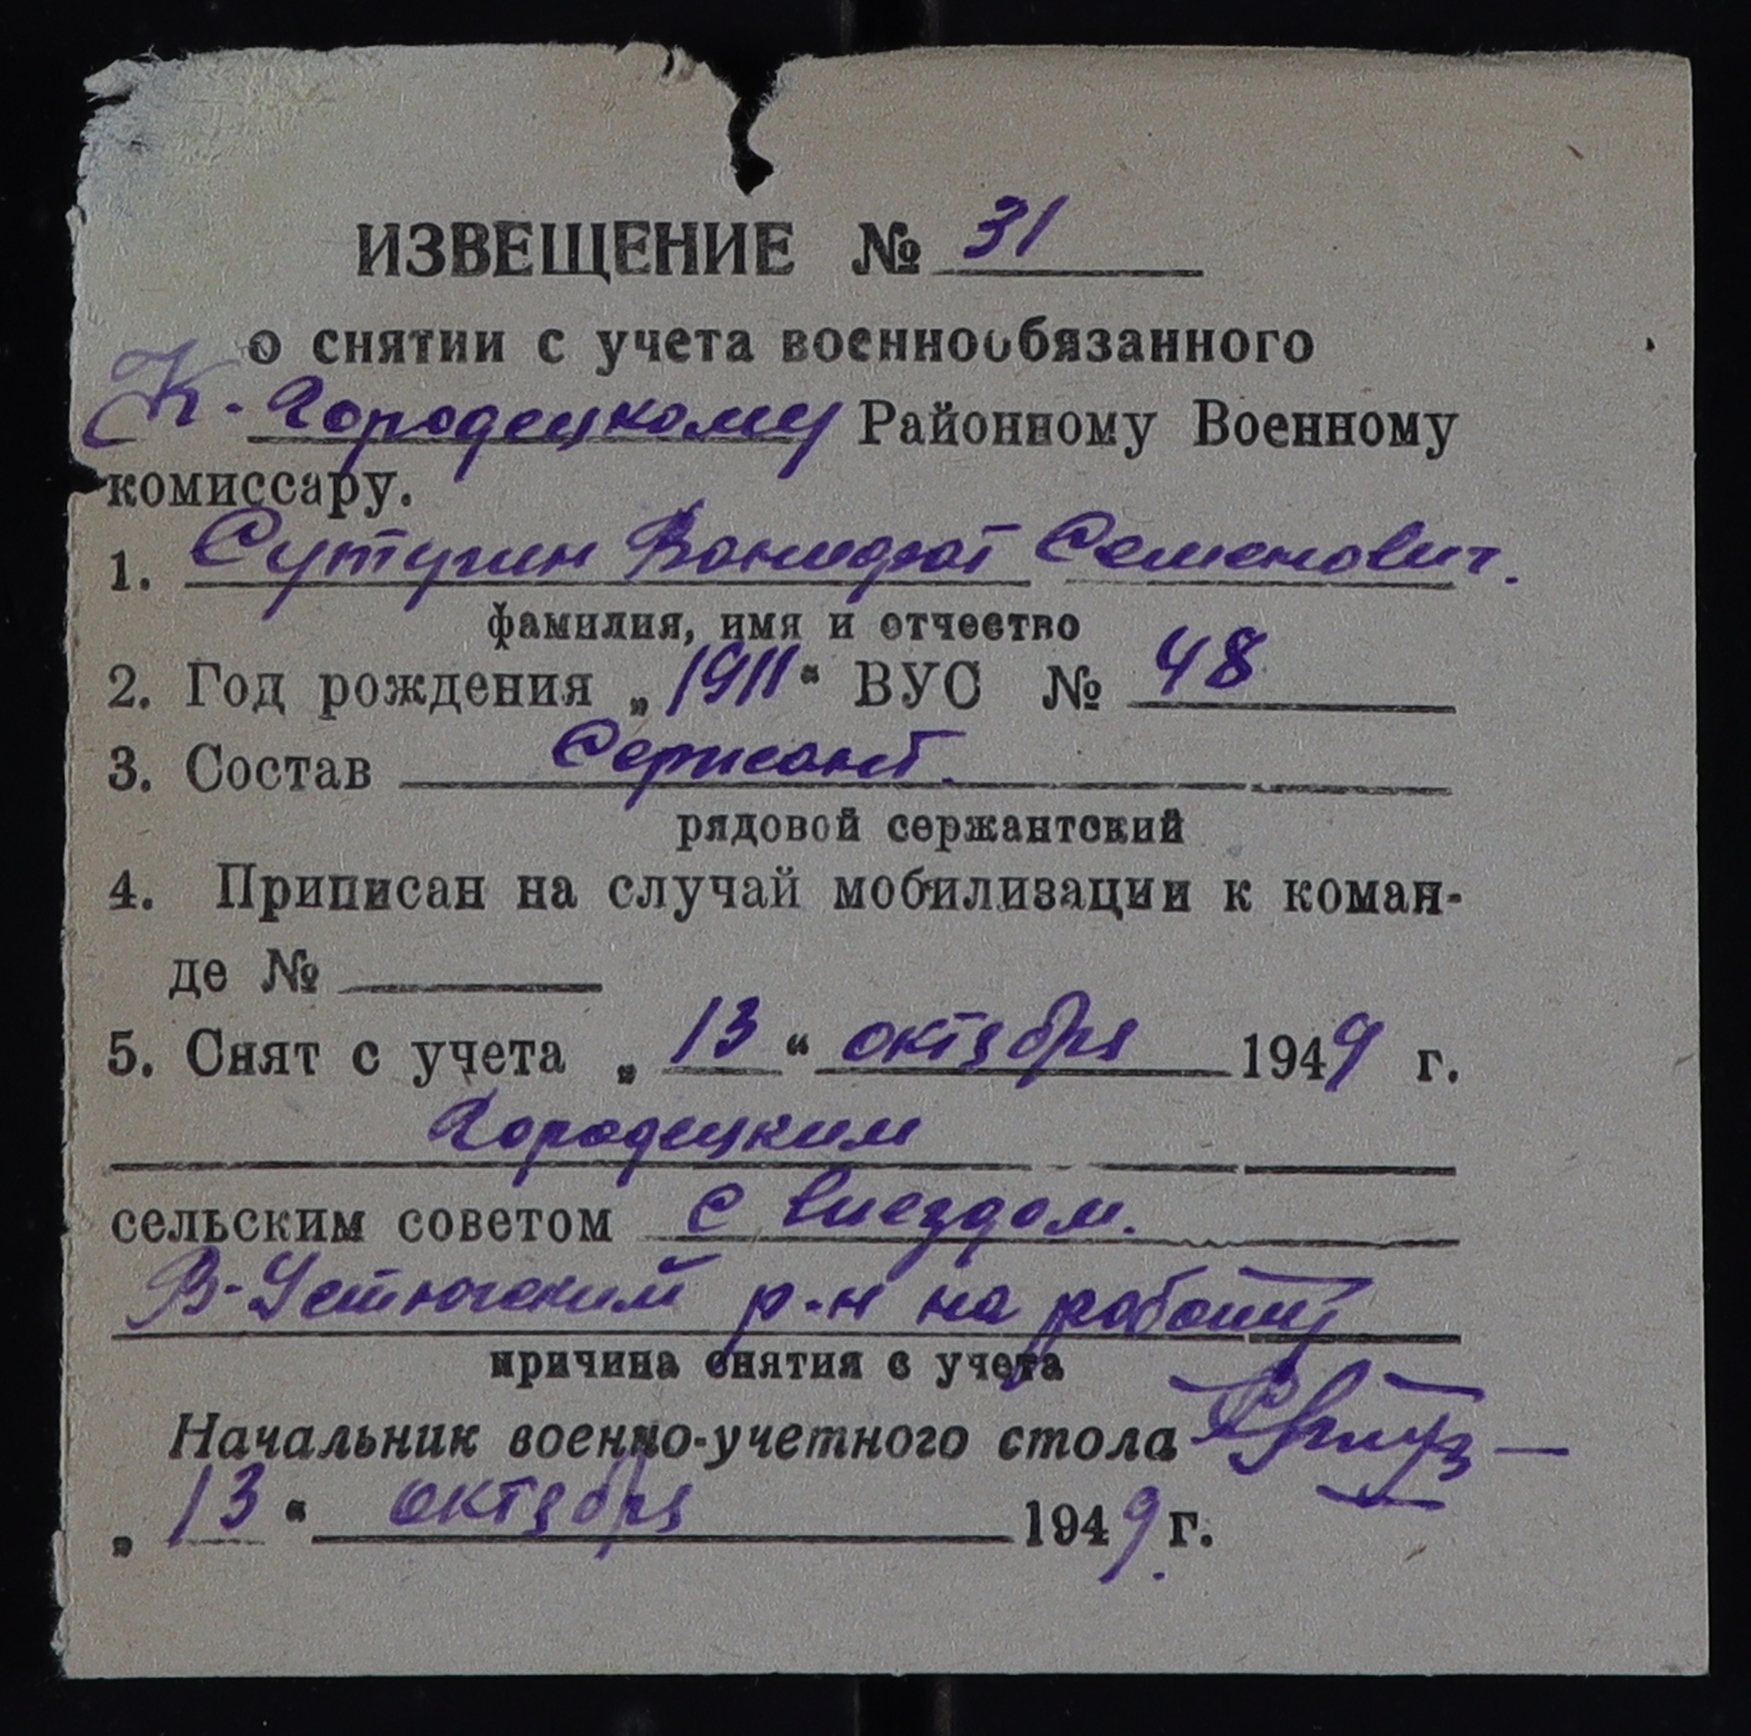 ИЗВЕЩЕНИЕ № 31
о снятии с учета военнообязанного
К-Городецкому Районному Военному
комиссару.
1. Сутугин Вонифат Семенович.
фамилия, имя и отчество
2. Год рождения „1911“ ВУС № 48
3. Состав Сержант.
рядовой сержантский
4. Приписан на случай мобилизации к коман-
де №
5. Снят с учета „13“ октября 1949 г.
Городецким
сельским советом с виездом.
В-Устюгский р-н на работу
причина снятия с учета
Начальник военно-учетного стола
„13“ октября 1949 г.